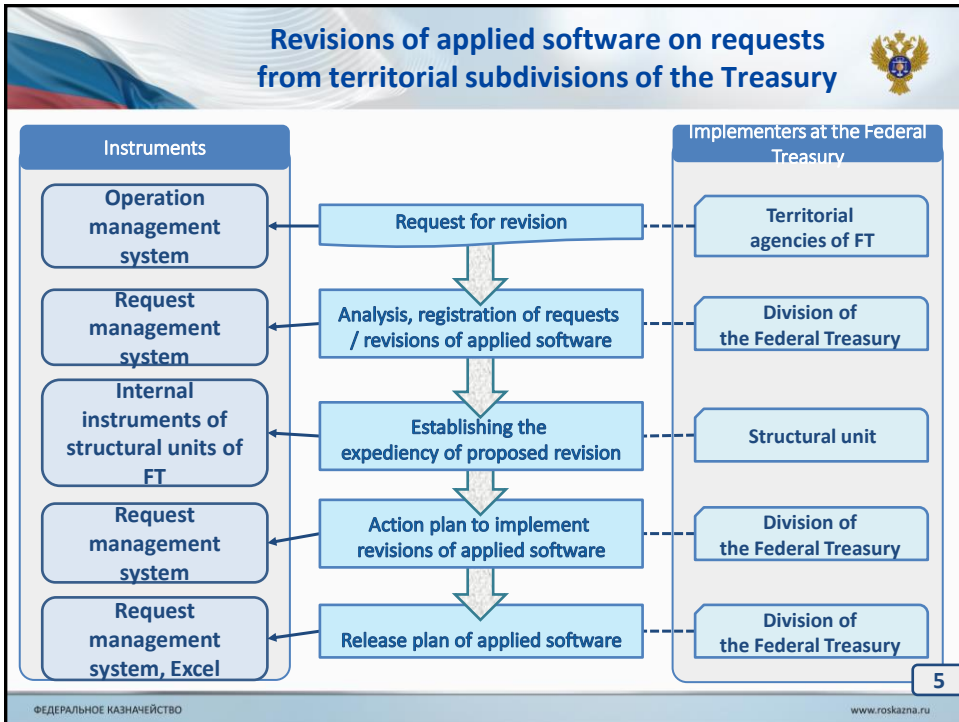 Revisions of applied software on requests
from territorial subdivisions of the Treasury
Instruments
Implementers at the Federal
Treasury
Operation
management
system
Request for revision
Territorial
agencies of FT
Request
management
system
Analysis, registration of requests
/ revisions of applied software
Division of
the Federal Treasury
Internal
instruments of
structural units of
FT
Establishing the
expediency of proposed revision
Structural unit
Request
management
system
Action plan to implement
revisions of applied software
Division of
the Federal Treasury
Request
management
system, Excel
Release plan of applied software
Division of
the Federal Treasury
5
ФЕДЕРАЛЬНОЕ КАЗНАЧЕЙСТВО
www.roskazna.ru